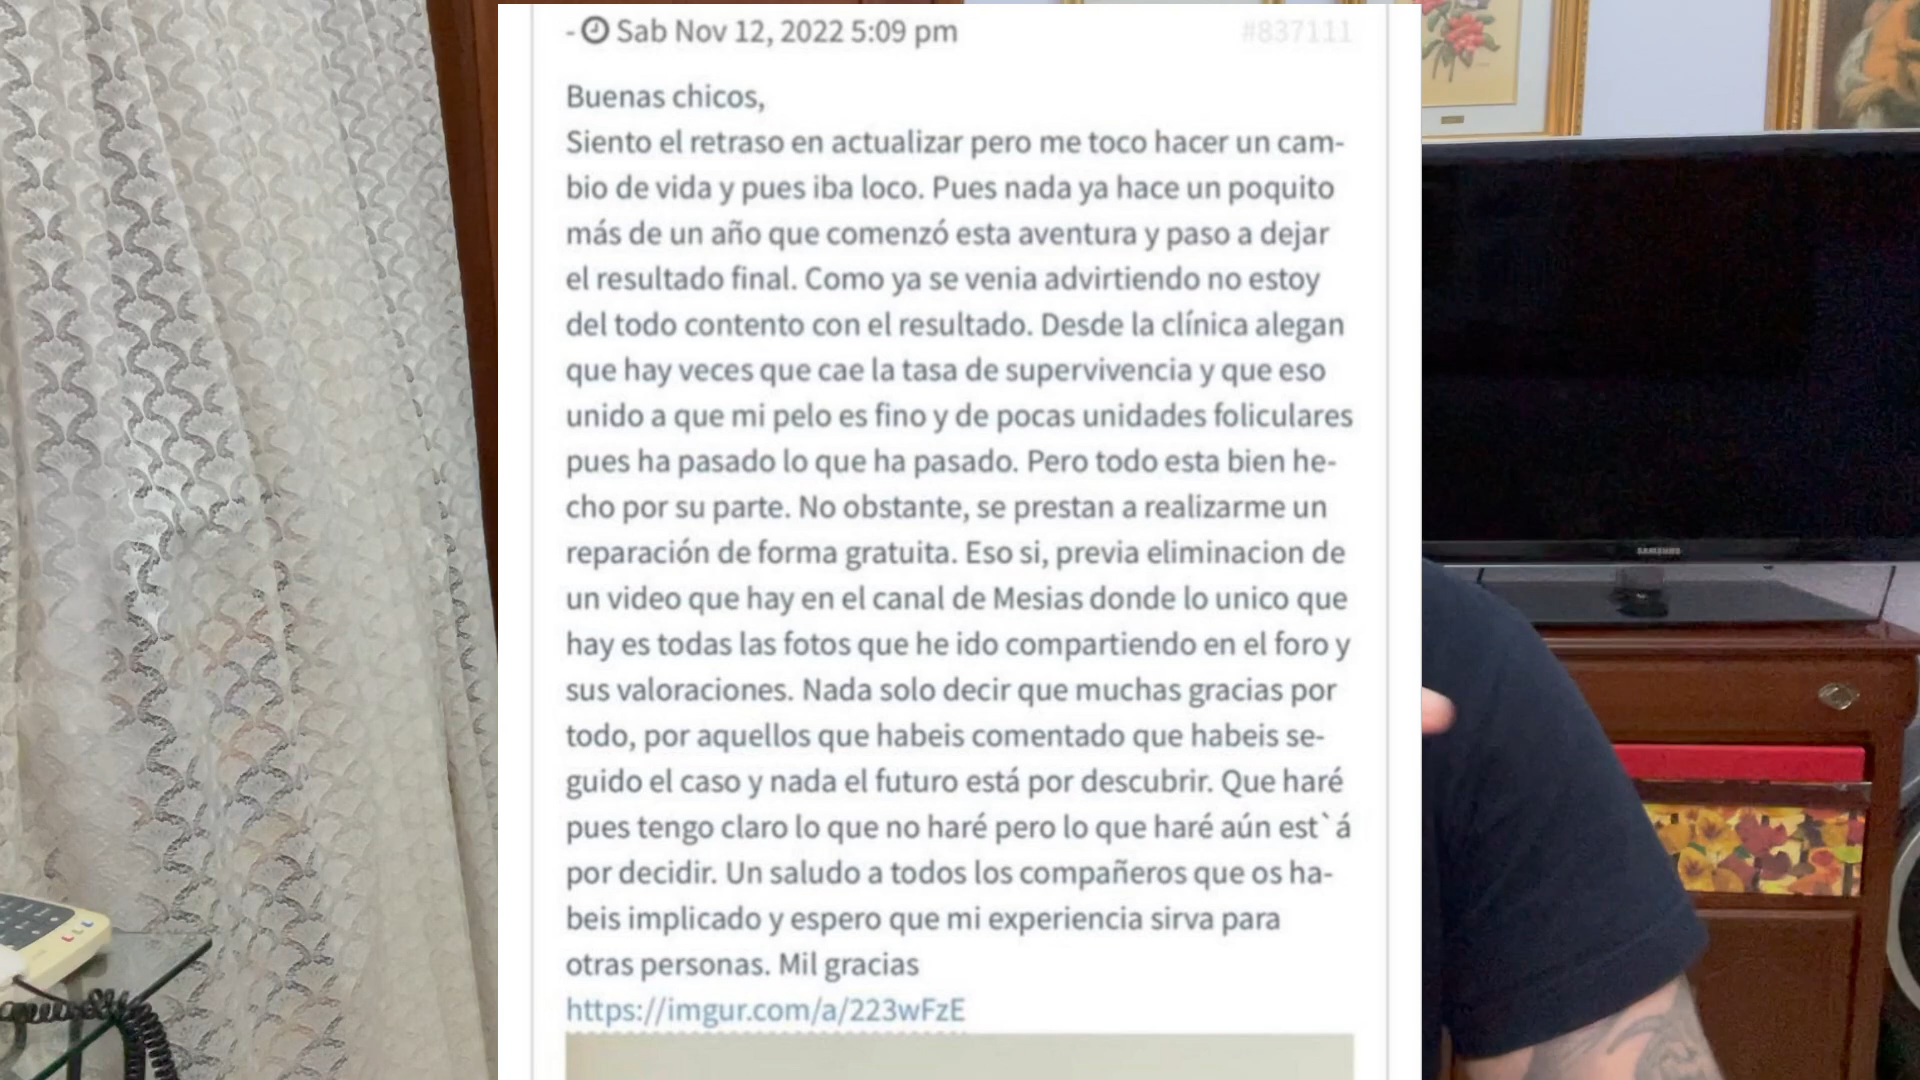 - Sab Nov 12, 2022 5:09 pm #837111
Buenas chicos,
Siento el retraso en actualizar pero me toco hacer un cam-
bio de vida y pues iba loco. Pues nada ya hace un poquito
más de un año que comenzó esta aventura y paso a dejar
el resultado final. Como ya se venia advirtiendo no estoy
del todo contento con el resultado. Desde la clínica alegan
que hay veces que cae la tasa de supervivencia y que eso
unido a que mi pelo es fino y de pocas unidades foliculares
pues ha pasado lo que ha pasado. Pero todo esta bien he-
cho por su parte. No obstante, se prestan a realizarme un
reparación de forma gratuita. Eso si, previa eliminacion de
un video que hay en el canal de Mesias donde lo unico que
hay es todas las fotos que he ido compartiendo en el foro y
sus valoraciones. Nada solo decir que muchas gracias por
todo, por aquellos que habeis comentado que habeis se-
guido el caso y nada el futuro está por descubrir. Que haré
pues tengo claro lo que no haré pero lo que haré aún est`á
por decidir. Un saludo a todos los compañeros que os ha-
beis implicado y espero que mi experiencia sirva para
otras personas. Mil gracias
https://imgur.com/a/223wFzE
SAMSUNG